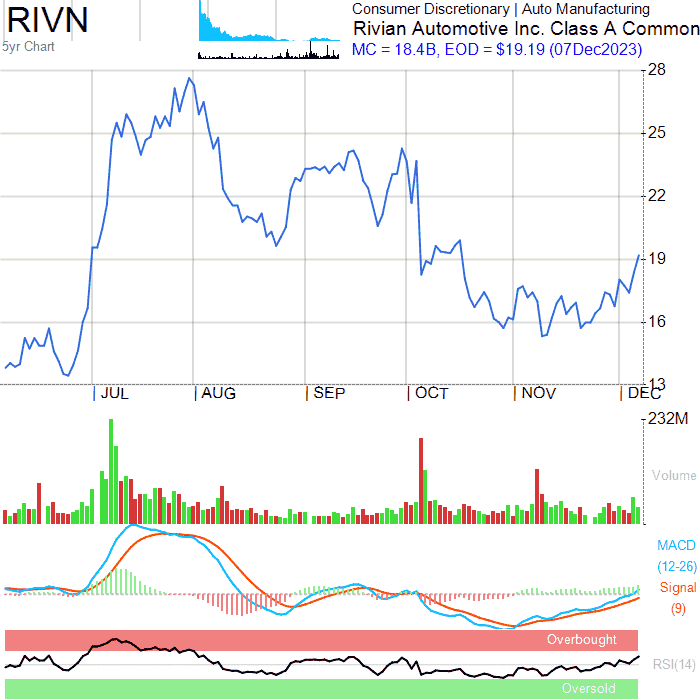 RIVN
Consumer Discretionary | Auto Manufacturing
Rivian Automotive Inc. Class A Common
5yr Chart
MC = 18.4B, EOD = $19.19 (07Dec2023)
28
25
22
19
16
13
JUL AUG SEP OCT NOV DEC
232M
Volume
MACD
(12-26)
Signal
(9)
Overbought
RSI(14)
Oversold